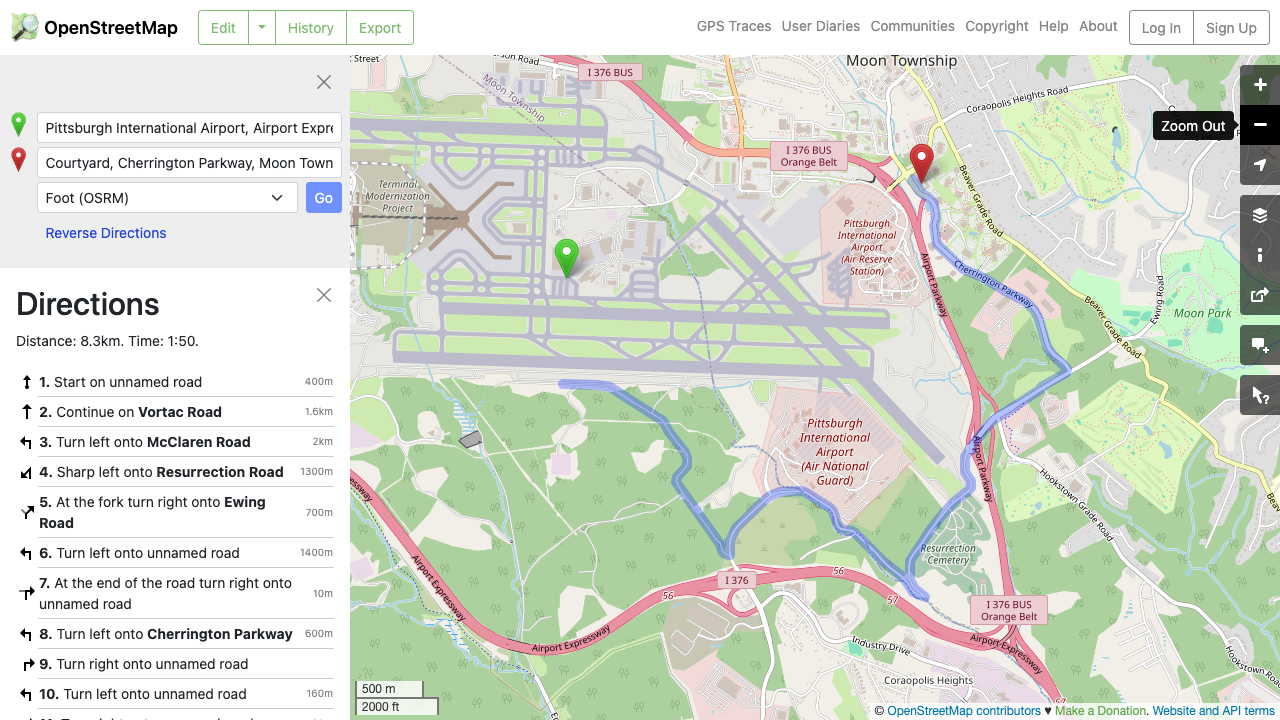 OpenStreetMap
Edit
History
Export
GPS Traces
User Diaries
Communities
Copyright
Help
About
Log In
Sign Up
Pittsburgh International Airport, Airport Expre
Courtyard, Cherrington Parkway, Moon Town
Foot (OSRM)
Go
Reverse Directions
Directions
Distance: 8.3km. Time: 1:50.
1. Start on unnamed road 400m
2. Continue on Vortac Road 1.6km
3. Turn left onto McClaren Road 2km
4. Sharp left onto Resurrection Road 1300m
5. At the fork turn right onto Ewing
Road 700m
6. Turn left onto unnamed road 1400m
7. At the end of the road turn right onto
unnamed road 10m
8. Turn left onto Cherrington Parkway 600m
9. Turn right onto unnamed road
10. Turn left onto unnamed road 160m
Street
Road
I 376 BUS
Moon Township
Moon Township
Coraopolis Heights Road
Zoom Out
I 376 BUS
Orange Belt
Beaver Grade Road
Terminal
Modernization
Project
Pittsburgh
International
Airport
(Air Reserve
Station)
Airport Parkway
Cherrington Parkway
Ewing Road
Moon Park
Beaver Grade Road
Pittsburgh
International
Airport
(Air National
Guard)
Airport Parkway
Hookstown Grade Road
Resurrection
Cemetery
Airport Expressway
I 376
56
56
57
I 376 BUS
Orange Belt
Airport Expressway
Industry Drive
Airport Expressway
Hookstown
Coraopolis Heights
500 m
2000 ft
© OpenStreetMap contributors ♥ Make a Donation. Website and API terms